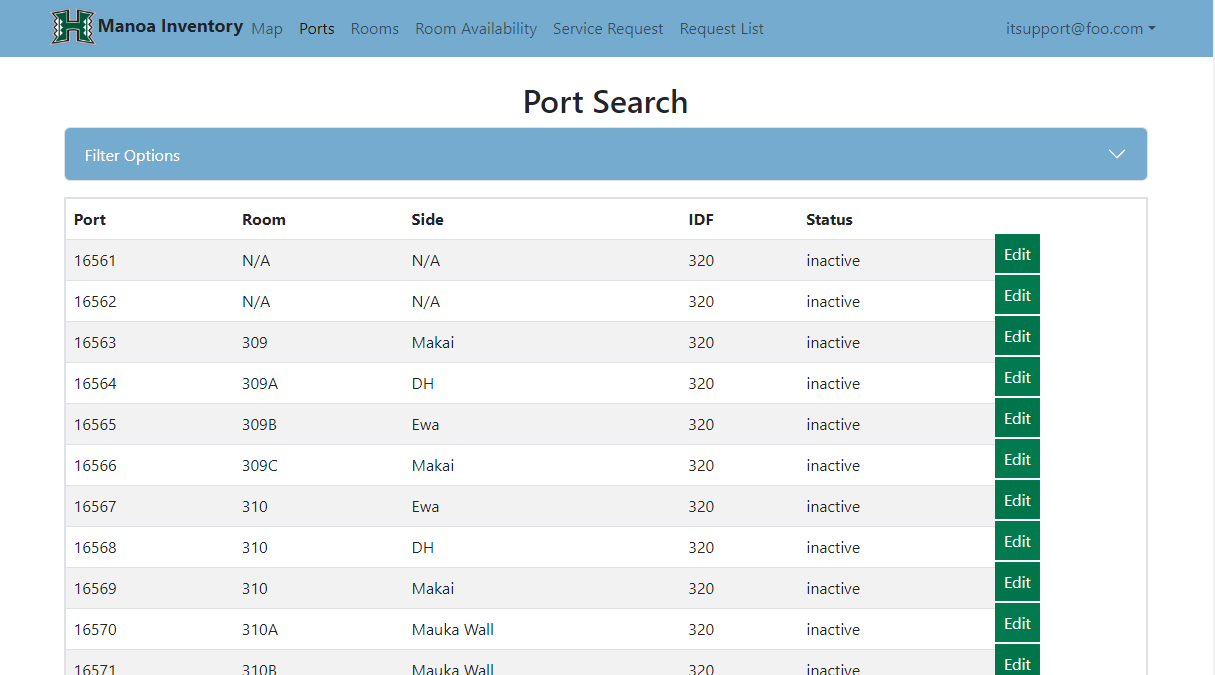 Manoa Inventory Map Ports Rooms Room Availability Service Request Request List itsupport@foo.com
Port Search
Filter Options
Port Room Side IDF Status
16561 N/A N/A 320 inactive Edit
16562 N/A N/A 320 inactive Edit
16563 309 Makai 320 inactive Edit
16564 309A DH 320 inactive Edit
16565 309B Ewa 320 inactive Edit
16566 309C Makai 320 inactive Edit
16567 310 Ewa 320 inactive Edit
16568 310 DH 320 inactive Edit
16569 310 Makai 320 inactive Edit
16570 310A Mauka Wall 320 inactive Edit
16571 310B Mauka Wall 320 inactive Edit